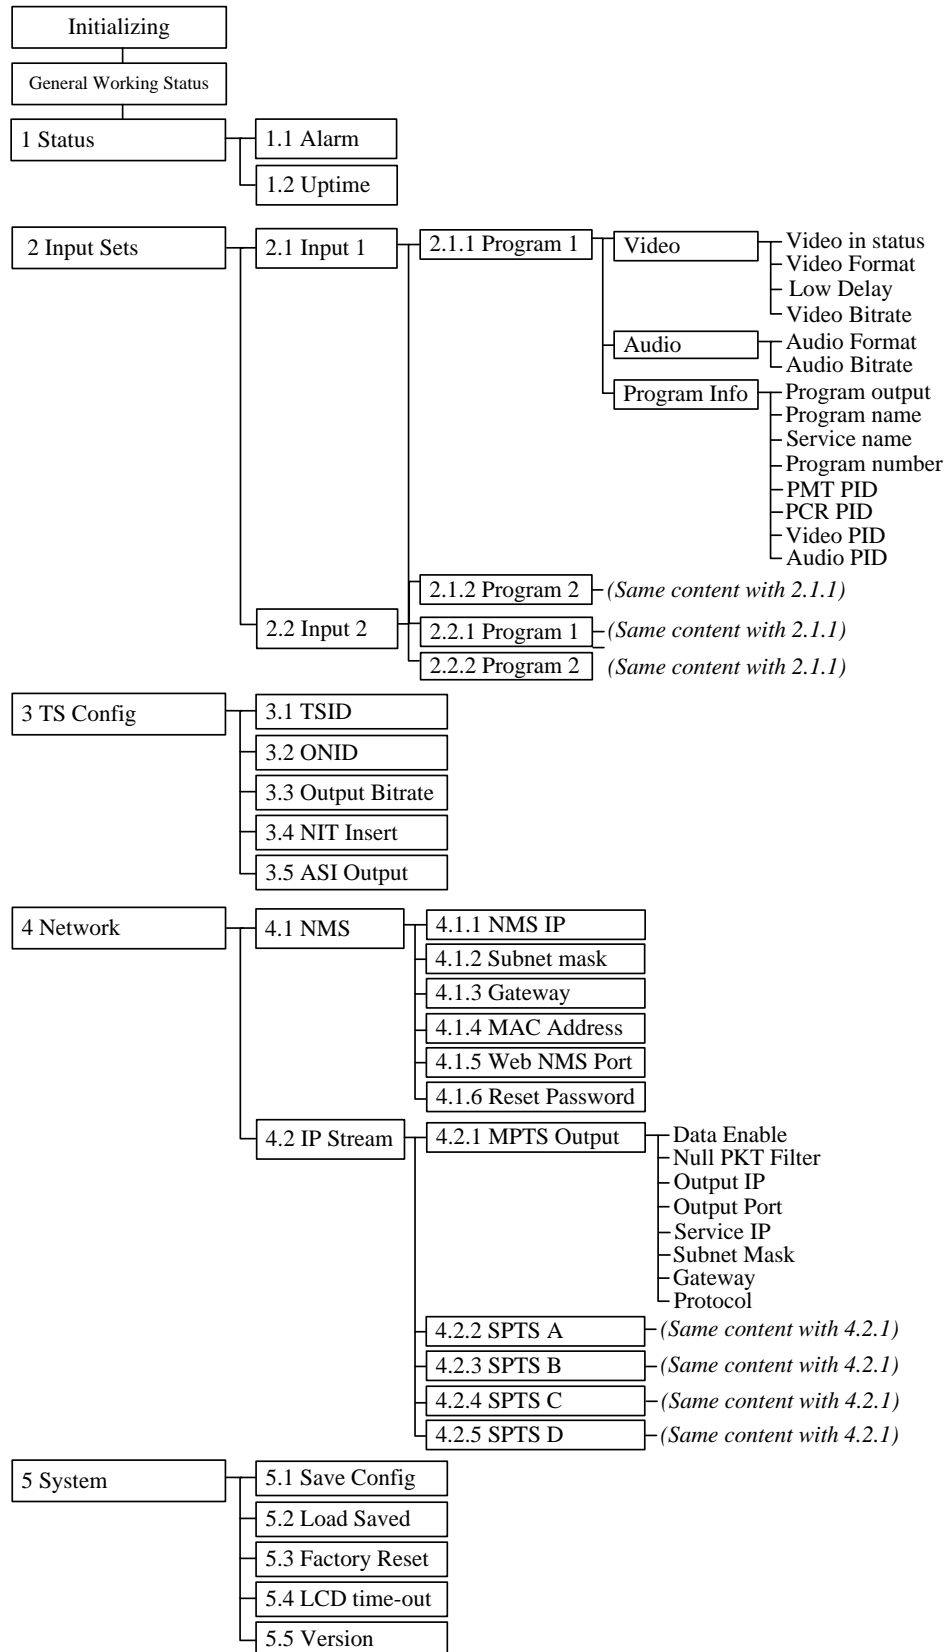 Initializing
General Working Status
1 Status
1.1 Alarm
1.2 Uptime
2 Input Sets
2.1 Input 1
2.1.1 Program 1
Video
Video in status
Video Format
Low Delay
Video Bitrate
Audio
Audio Format
Audio Bitrate
Program Info
Program output
Program name
Service name
Program number
PMT PID
PCR PID
Video PID
Audio PID
2.1.2 Program 2
(Same content with 2.1.1)
2.2 Input 2
2.2.1 Program 1
(Same content with 2.1.1)
2.2.2 Program 2
(Same content with 2.1.1)
3 TS Config
3.1 TSID
3.2 ONID
3.3 Output Bitrate
3.4 NIT Insert
3.5 ASI Output
4 Network
4.1 NMS
4.1.1 NMS IP
4.1.2 Subnet mask
4.1.3 Gateway
4.1.4 MAC Address
4.1.5 Web NMS Port
4.1.6 Reset Password
4.2 IP Stream
4.2.1 MPTS Output
Data Enable
Null PKT Filter
Output IP
Output Port
Service IP
Subnet Mask
Gateway
Protocol
4.2.2 SPTS A
(Same content with 4.2.1)
4.2.3 SPTS B
(Same content with 4.2.1)
4.2.4 SPTS C
(Same content with 4.2.1)
4.2.5 SPTS D
(Same content with 4.2.1)
5 System
5.1 Save Config
5.2 Load Saved
5.3 Factory Reset
5.4 LCD time-out
5.5 Version